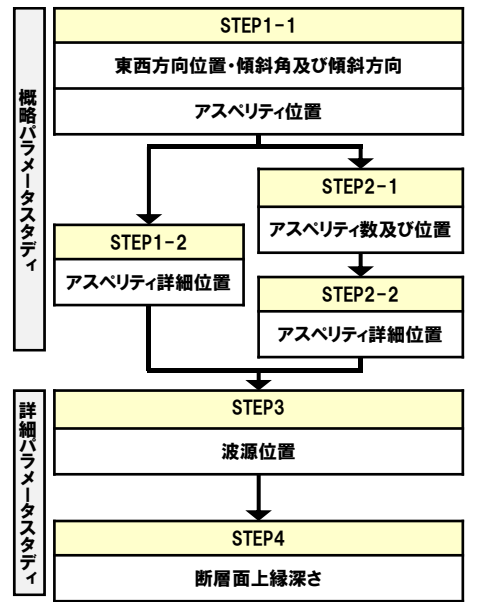 概略パラメータスタディ
STEP1-1
東西方向位置・傾斜角及び傾斜方向
アスペリティ位置
STEP1-2
アスペリティ詳細位置
STEP2-1
アスペリティ数及び位置
STEP2-2
アスペリティ詳細位置
詳細パラメータスタディ
STEP3
波源位置
STEP4
断層面上縁深さ